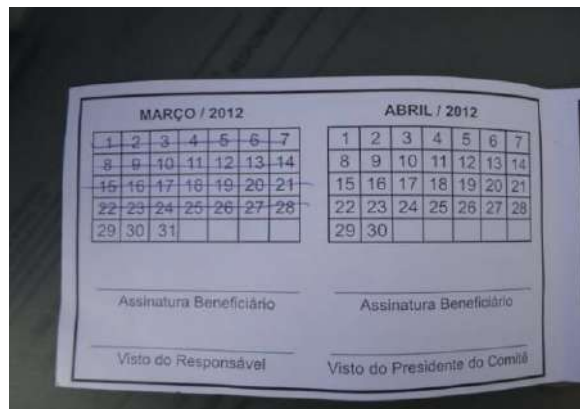 MARÇO / 2012
1 2 3 4 5 6 7
8 9 10 11 12 13 14
15 16 17 18 19 20 21
22 23 24 25 26 27 28
29 30 31
Assinatura Beneficiário
Visto do Responsável
ABRIL / 2012
1 2 3 4 5 6 7
8 9 10 11 12 13 14
15 16 17 18 19 20 21
22 23 24 25 26 27 28
29 30
Assinatura Beneficiário
Visto do Presidente do Comitê